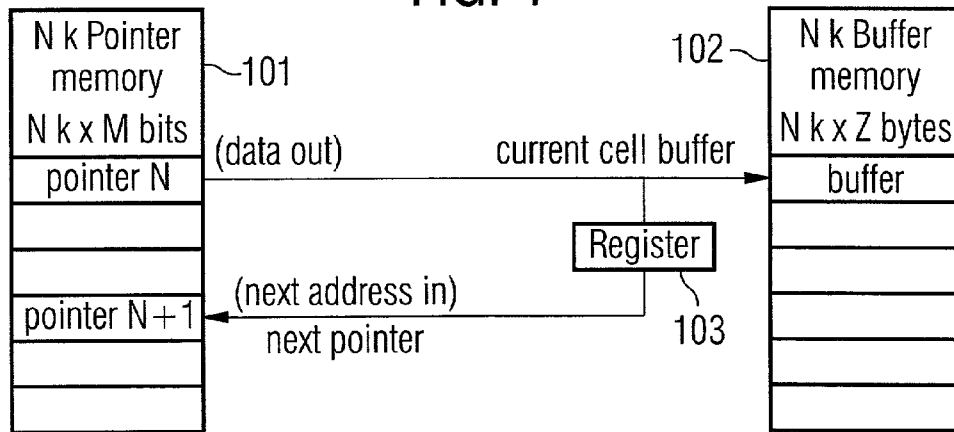 N k Pointer
memory
N k x M bits
pointer N
pointer N+1
101
(data out)
current cell buffer
Register
103
(next address in)
next pointer
102
N k Buffer
memory
N k x Z bytes
buffer